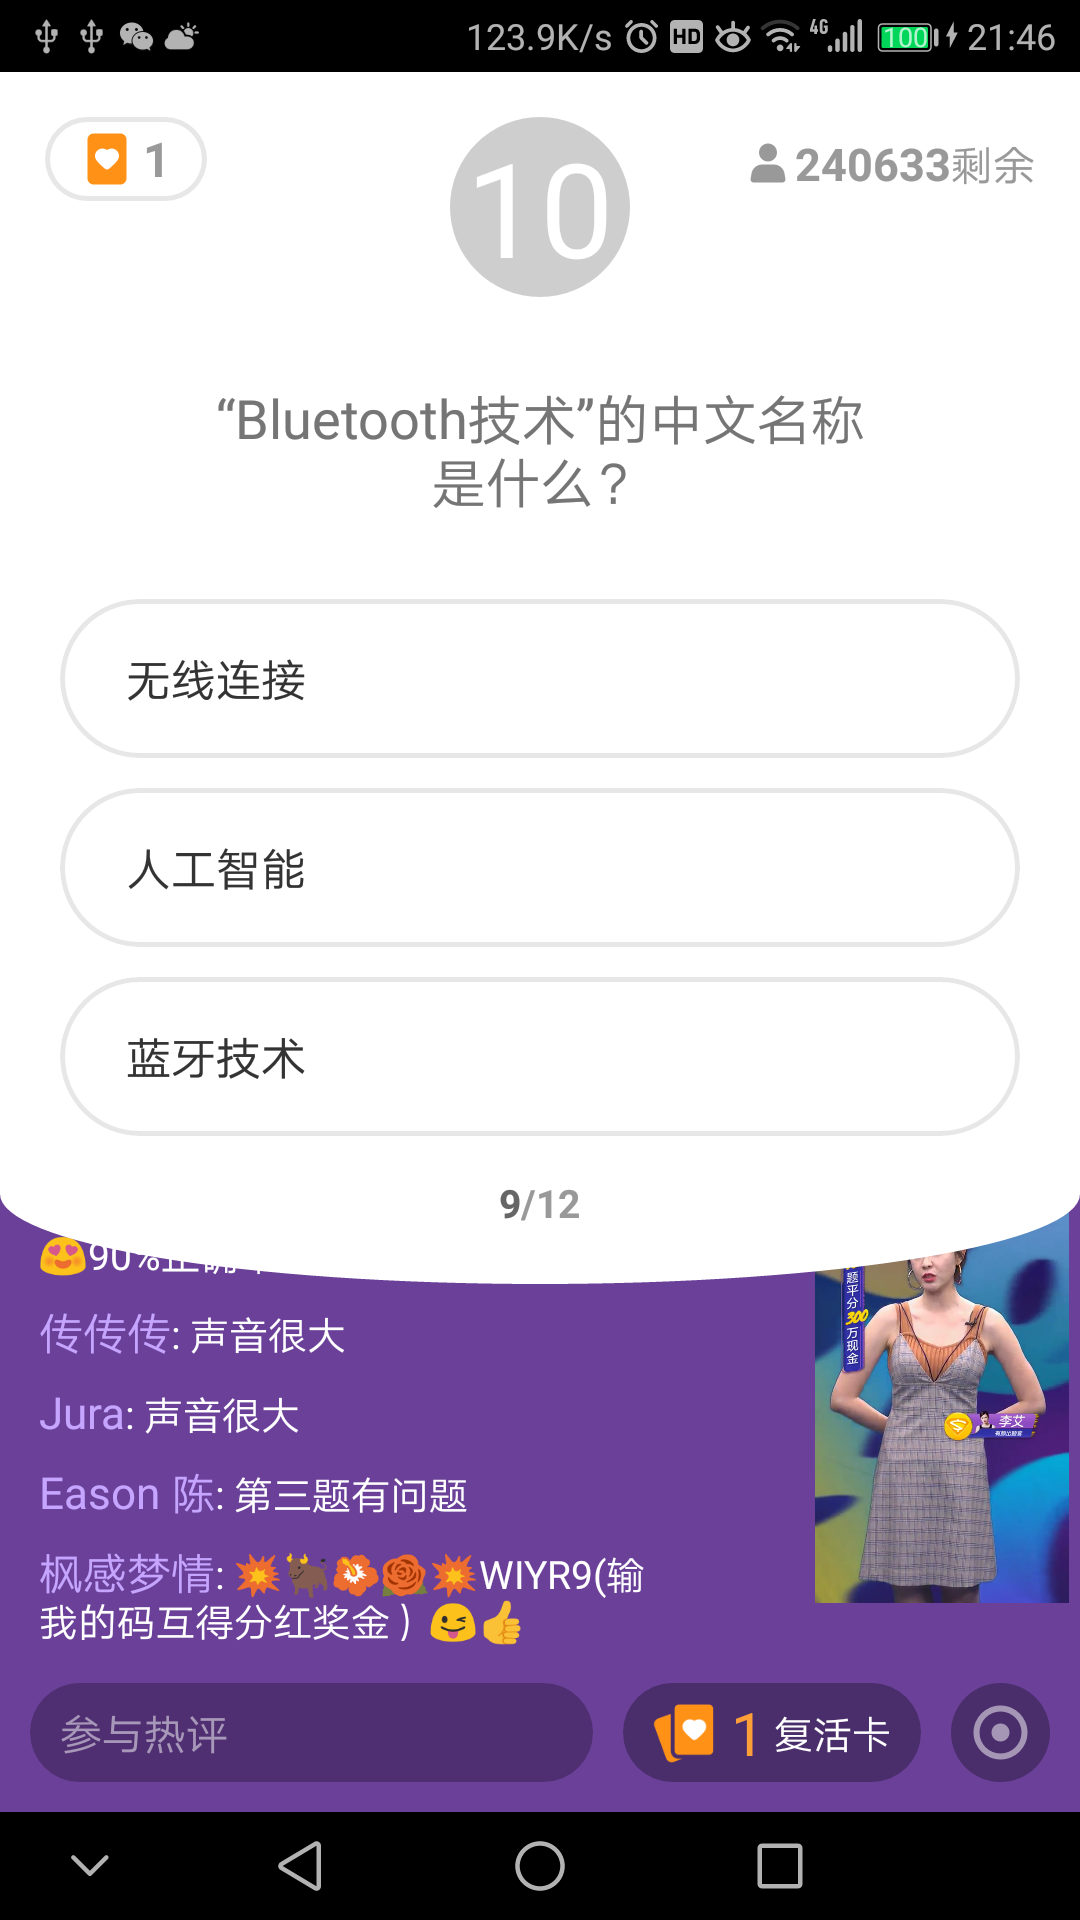 123.9K/s HD 4G 100 21:46
1
10
240633剩余
“Bluetooth技术”的中文名称
是什么？
无线连接
人工智能
蓝牙技术
9/12
传传传: 声音很大
Jura: 声音很大
Eason 陈: 第三题有问题
枫感梦情: WIYR9(输
我的码互得分红奖金）
题平分300万现金
李艾
参与热评
1 复活卡